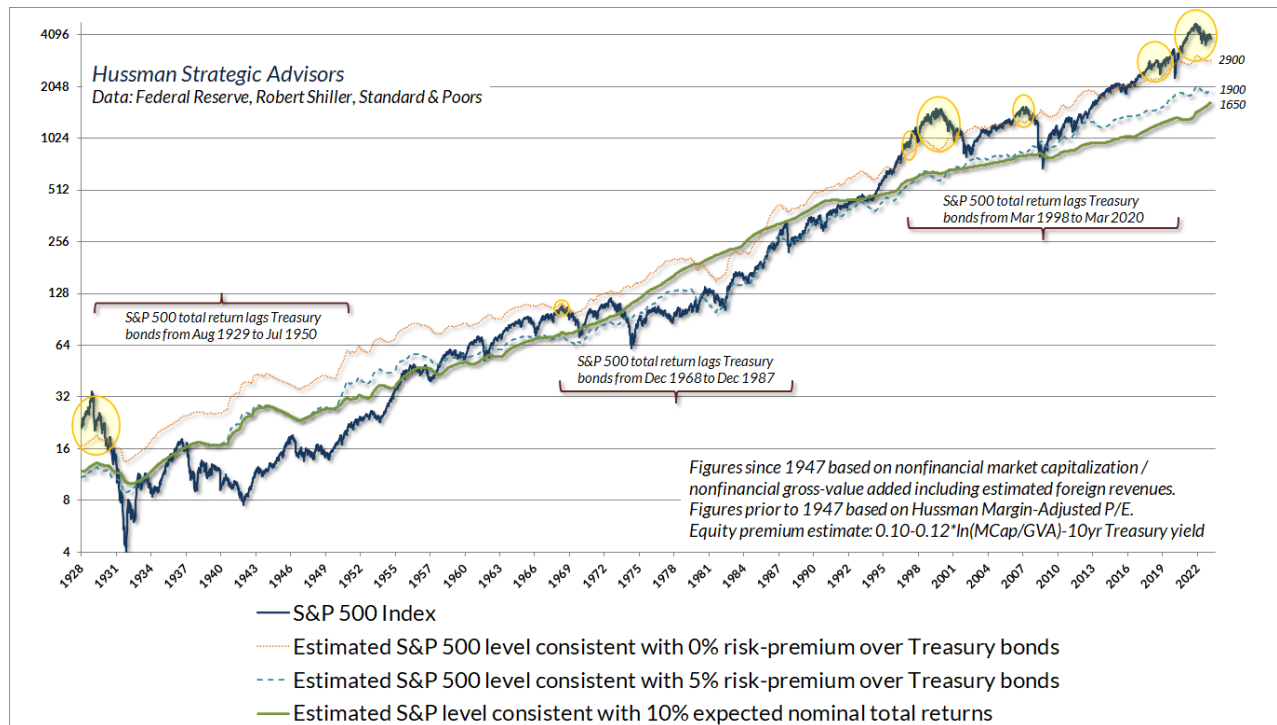 Hussman Strategic Advisors
Data: Federal Reserve, Robert Shiller, Standard & Poors
4096
2048
1024
512
256
128
64
32
16
8
4
2900
1900
1650
S&P 500 total return lags Treasury
bonds from Mar 1998 to Mar 2020
S&P 500 total return lags Treasury
bonds from Aug 1929 to Jul 1950
S&P 500 total return lags Treasury
bonds from Dec 1968 to Dec 1987
Figures since 1947 based on nonfinancial market capitalization /
nonfinancial gross-value added including estimated foreign revenues.
Figures prior to 1947 based on Hussman Margin-Adjusted P/E.
Equity premium estimate: 0.10-0.12*ln(MCap/GVA)-10yr Treasury yield
1928 1931 1934 1937 1940 1943 1946 1949 1952 1955 1957 1960 1963 1966 1969 1972 1975 1978 1981 1984 1987 1990 1992 1995 1998 2001 2004 2007 2010 2013 2016 2019 2022
S&P 500 Index
Estimated S&P 500 level consistent with 0% risk-premium over Treasury bonds
Estimated S&P 500 level consistent with 5% risk-premium over Treasury bonds
Estimated S&P level consistent with 10% expected nominal total returns